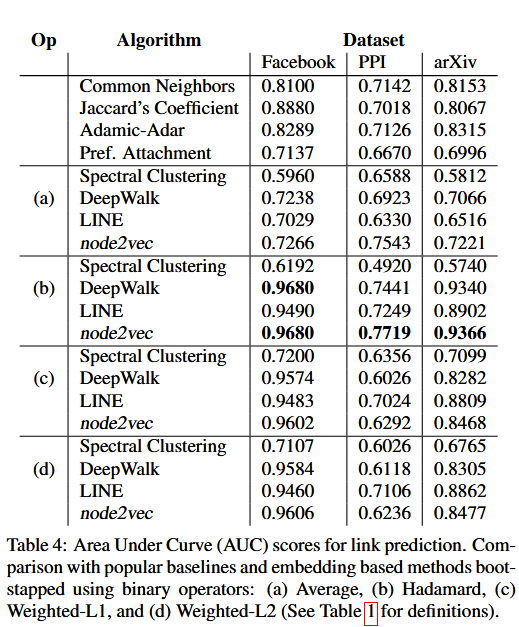 Op Algorithm Dataset
Facebook PPI arXiv
Common Neighbors 0.8100 0.7142 0.8153
Jaccard's Coefficient 0.8880 0.7018 0.8067
Adamic-Adar 0.8289 0.7126 0.8315
Pref. Attachment 0.7137 0.6670 0.6996
Spectral Clustering 0.5960 0.6588 0.5812
(a) DeepWalk 0.7238 0.6923 0.7066
LINE 0.7029 0.6330 0.6516
node2vec 0.7266 0.7543 0.7221
Spectral Clustering 0.6192 0.4920 0.5740
(b) DeepWalk 0.9680 0.7441 0.9340
LINE 0.9490 0.7249 0.8902
node2vec 0.9680 0.7719 0.9366
Spectral Clustering 0.7200 0.6356 0.7099
(c) DeepWalk 0.9574 0.6026 0.8282
LINE 0.9483 0.7024 0.8809
node2vec 0.9602 0.6292 0.8468
Spectral Clustering 0.7107 0.6026 0.6765
(d) DeepWalk 0.9584 0.6118 0.8305
LINE 0.9460 0.7106 0.8862
node2vec 0.9606 0.6236 0.8477
Table 4: Area Under Curve (AUC) scores for link prediction. Com-
parison with popular baselines and embedding based methods boot-
stapped using binary operators: (a) Average, (b) Hadamard, (c)
Weighted-L1, and (d) Weighted-L2 (See Table 1 for definitions).